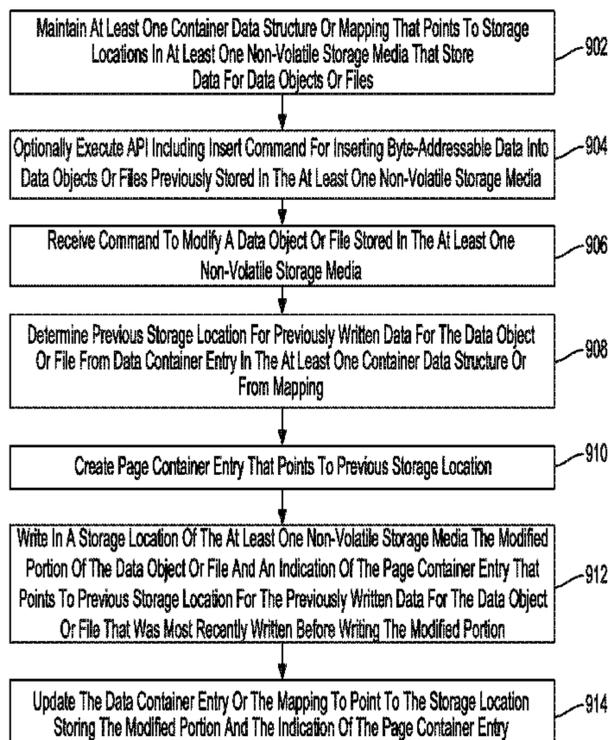 Maintain At Least One Container Data Structure Or Mapping That Points To Storage
Locations In At Least One Non-Volatile Storage Media That Store
Data For Data Objects Or Files
902
Optionally Execute API Including Insert Command For Inserting Byte-Addressable Data Into
Data Objects Or Files Previously Stored In The At Least One Non-Volatile Storage Media
904
Receive Command To Modify A Data Object Or File Stored In The At Least One
Non-Volatile Storage Media
906
Determine Previous Storage Location For Previously Written Data For The Data Object
Or File From Data Container Entry In The At Least One Container Data Structure Or
From Mapping
908
Create Page Container Entry That Points To Previous Storage Location
910
Write In A Storage Location Of The At Least One Non-Volatile Storage Media The Modified
Portion Of The Data Object Or File And An Indication Of The Page Container Entry That
Points To Previous Storage Location For The Previously Written Data For The Data Object
Or File That Was Most Recently Written Before Writing The Modified Portion
912
Update The Data Container Entry Or The Mapping To Point To The Storage Location
Storing The Modified Portion And The Indication Of The Page Container Entry
914